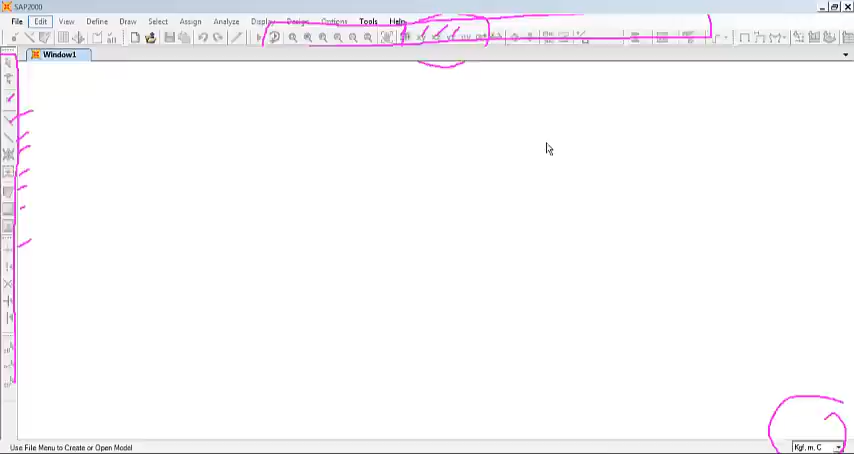 SAP2000
File Edit View Define Draw Select Assign Analyze Display Design Options Tools Help
Window1
Use File Menu to Create or Open Model
Kgf, m, C